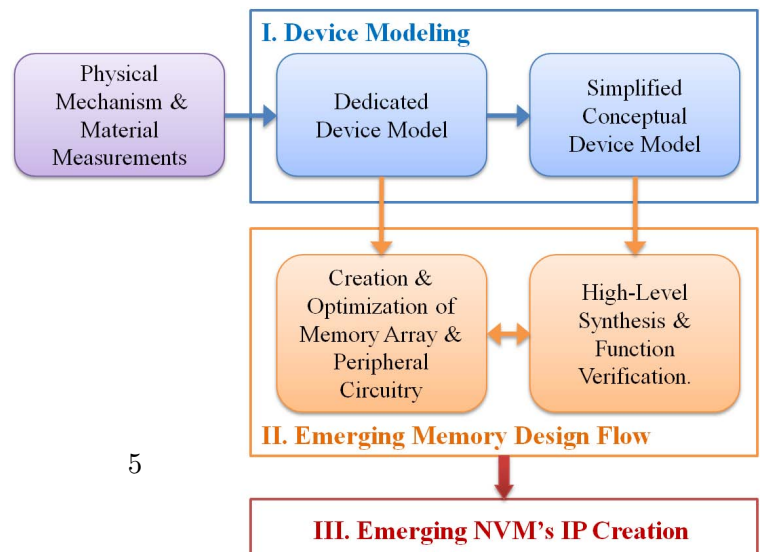 I. Device Modeling
Physical
Mechanism &
Material
Measurements
Dedicated
Device Model
Simplified
Conceptual
Device Model
Creation &
Optimization of
Memory Array &
Peripheral
Circuitry
High-Level
Synthesis &
Function
Verification.
II. Emerging Memory Design Flow
5
III. Emerging NVM's IP Creation